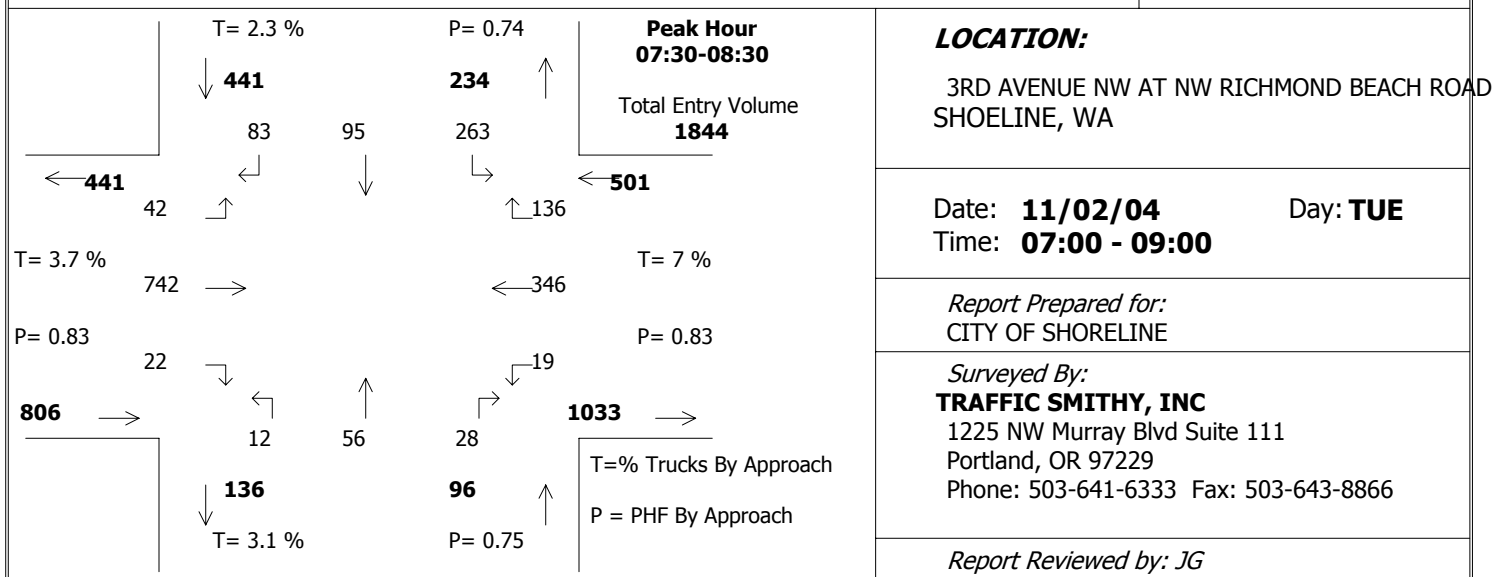 T= 2.3 %
P= 0.74
Peak Hour
07:30-08:30
441
234
Total Entry Volume
1844
83
95
263
441
501
42
136
T= 3.7 %
T= 7 %
742
346
P= 0.83
P= 0.83
22
19
806
1033
12
56
28
T=% Trucks By Approach
136
96
P = PHF By Approach
T= 3.1 %
P= 0.75
LOCATION:
3RD AVENUE NW AT NW RICHMOND BEACH ROAD
SHOELINE, WA
Date: 11/02/04 Day: TUE
Time: 07:00 - 09:00
Report Prepared for:
CITY OF SHORELINE
Surveyed By:
TRAFFIC SMITHY, INC
1225 NW Murray Blvd Suite 111
Portland, OR 97229
Phone: 503-641-6333 Fax: 503-643-8866
Report Reviewed by: JG